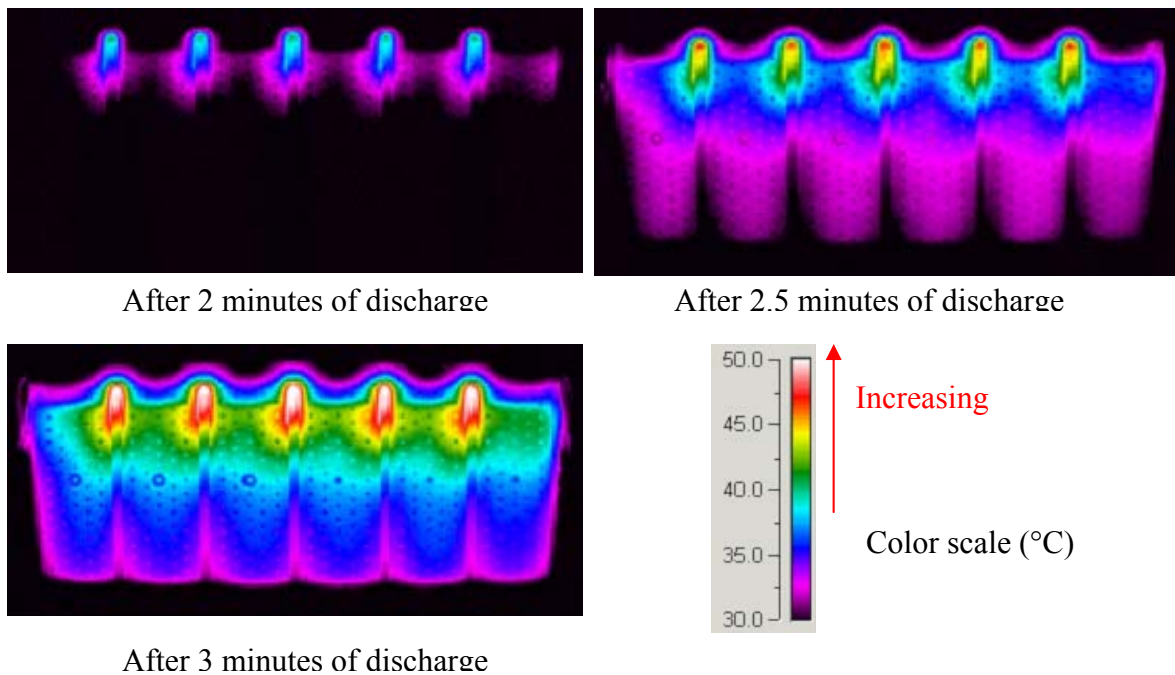 After 2 minutes of discharge
After 2.5 minutes of discharge
50.0
45.0
40.0
35.0
30.0
Increasing
Color scale (°C)
After 3 minutes of discharge